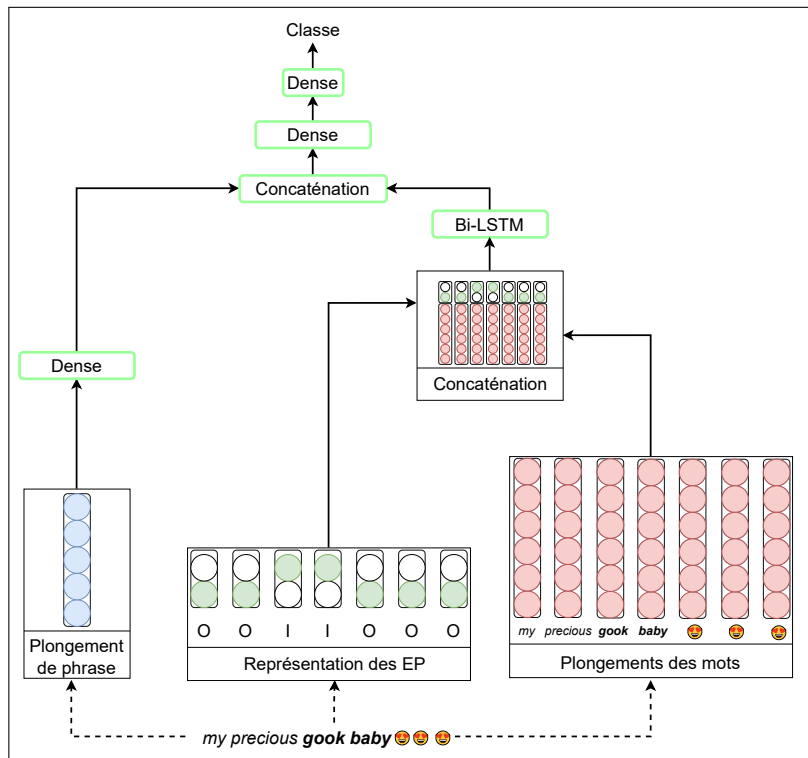 Classe
Dense
Dense
Concaténation
Bi-LSTM
Concaténation
Dense
Plongement
de phrase
O O I I O O O
Représentation des EP
my precious gook baby 😍 😍 😍
Plongements des mots
my precious gook baby 😍😍 😍